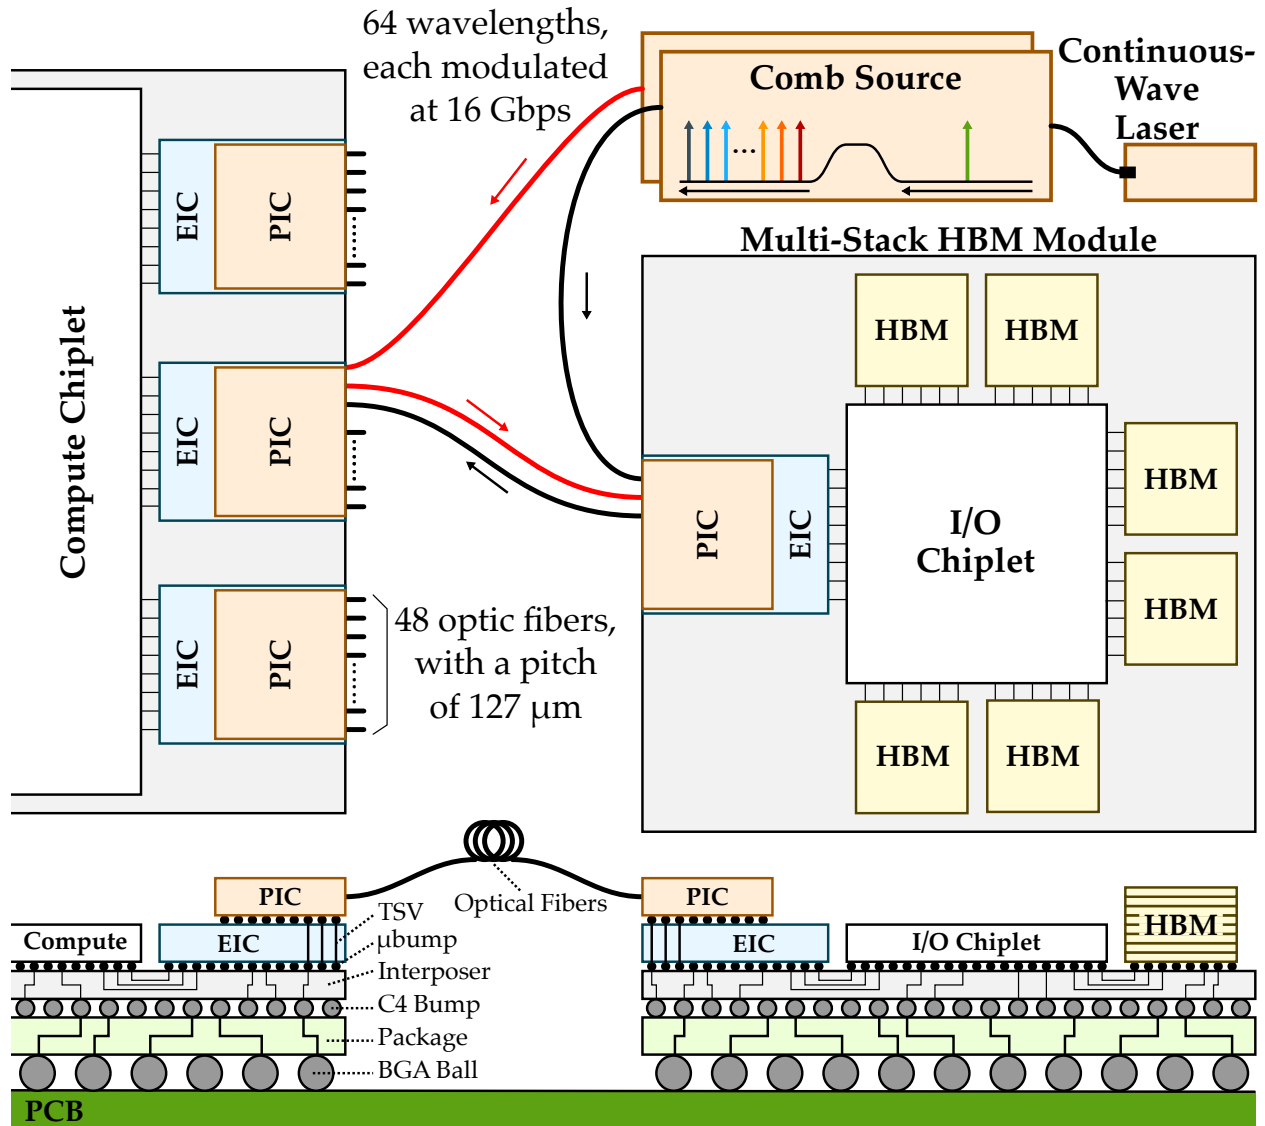 64 wavelengths,
each modulated
at 16 Gbps
Comb Source
...
Continuous-
Wave
Laser
Multi-Stack HBM Module
EIC
PIC
HBM
HBM
Compute Chiplet
EIC
PIC
HBM
PIC
EIC
I/O
Chiplet
HBM
EIC
PIC
48 optic fibers,
with a pitch
of 127 µm
HBM
HBM
PIC
Optical Fibers
PIC
TSV
Compute
EIC
µbump
EIC
I/O Chiplet
HBM
Interposer
C4 Bump
Package
BGA Ball
PCB